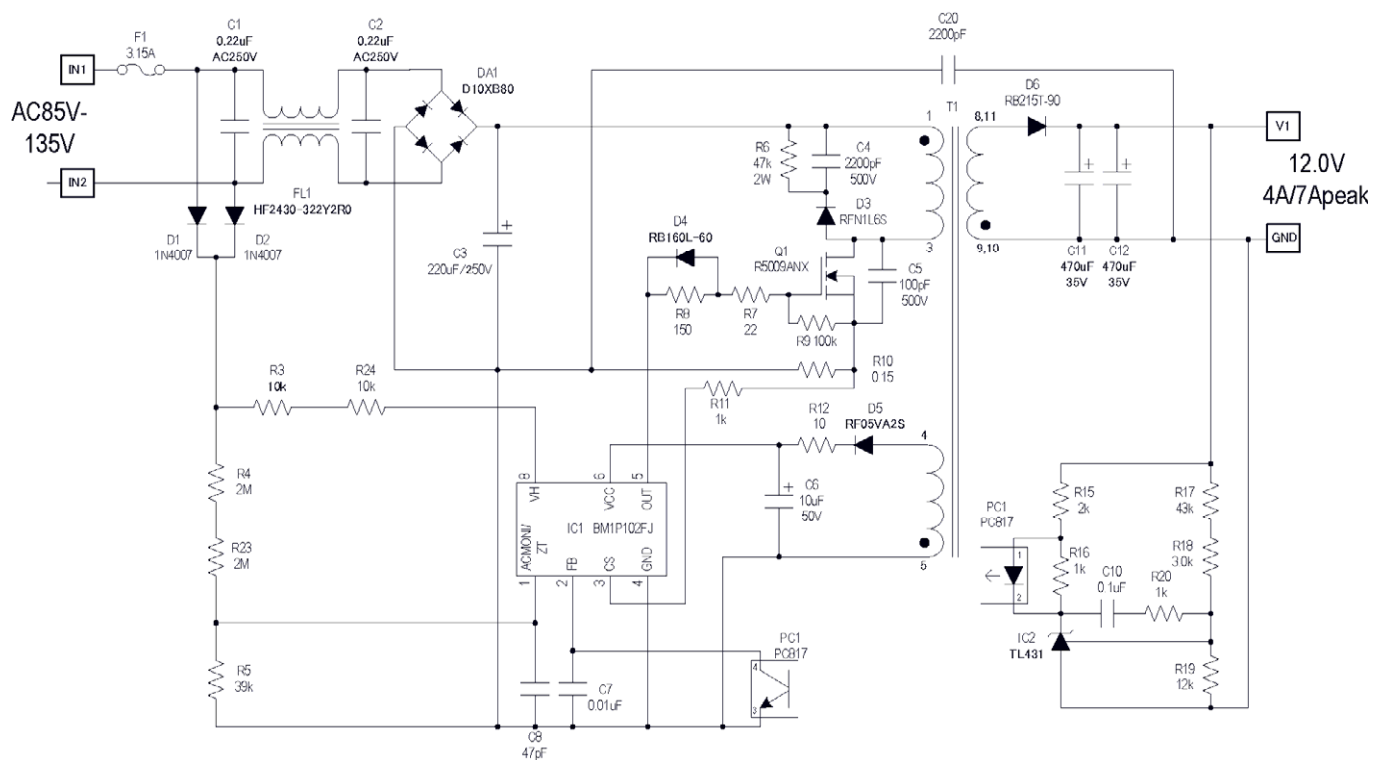 C1
0.22uF
AC250V
C2
0.22uF
AC250V
C20
2200pF
F1
3.15A
IN1
AC85V-
135V
IN2
DA1
D10XB80
FL1
HF2430-322Y2R0
D1
1N4007
D2
1N4007
C3
220uF/250V
R6
47k
2W
C4
2200pF
500V
D3
RFN1L6S
D4
RB160L-60
Q1
R5009ANX
C5
100pF
500V
R8
150
R7
22
R9 100k
R10
0.15
R11
1k
T1
1
3
4
5
8,11
9,10
D6
RB215T-90
V1
12.0V
4A/7Apeak
GND
C11
470uF
35V
C12
470uF
35V
R3
10k
R24
10k
R12
10
D5
RF05VA2S
C6
10uF
50V
R4
2M
R23
2M
R5
39k
8
VH
6
VCC
5
OUT
IC1 BM1P102FJ
ACMONI/
ZT
FB
CS
GND
1
2
3
4
C7
0.01uF
C8
47pF
PC1
PC817
4
3
PC1
PC817
1
2
R15
2k
R16
1k
R17
43k
R18
3.0k
C10
0.1uF
R20
1k
IC2
TL431
R19
12k